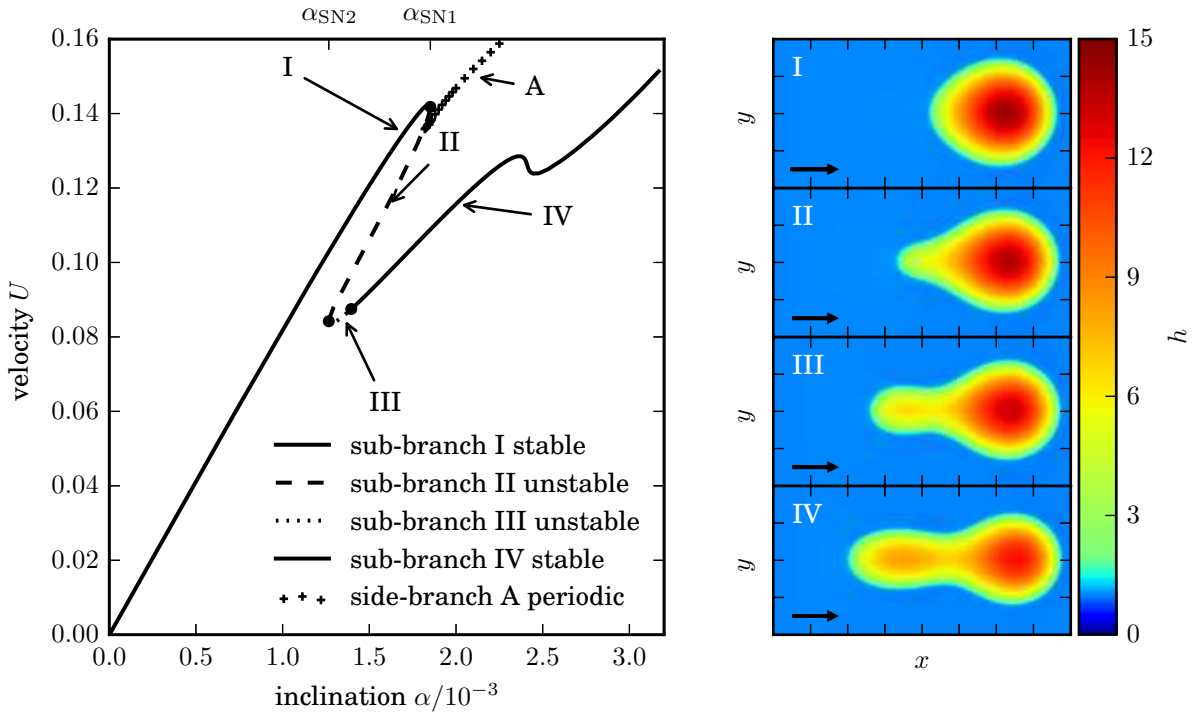 α_SN2 α_SN1
0.16
0.14
0.12
0.10
0.08
0.06
0.04
0.02
0.00
velocity U
I
A
II
IV
III
sub-branch I stable
sub-branch II unstable
sub-branch III unstable
sub-branch IV stable
side-branch A periodic
0.0 0.5 1.0 1.5 2.0 2.5 3.0
inclination α/10⁻³
I
y
II
y
III
y
IV
y
x
15
12
9
6
3
0
h